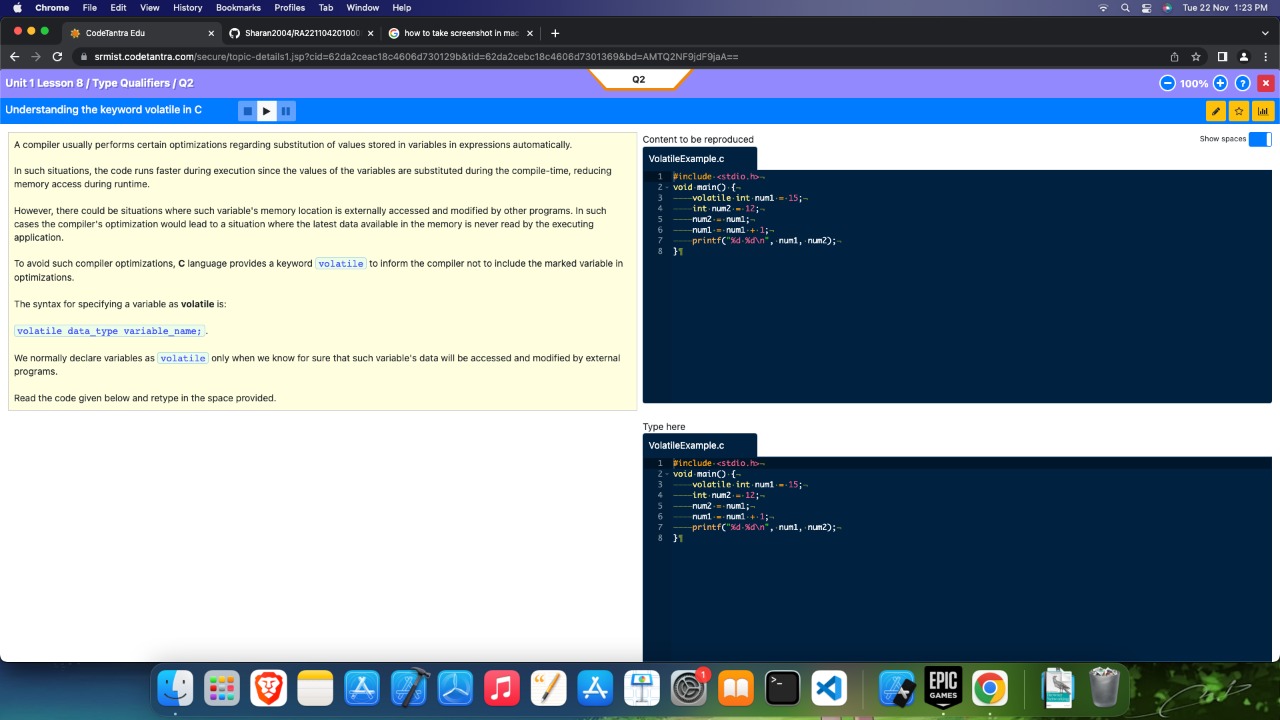 Chrome File Edit View History Bookmarks Profiles Tab Window Help Tue 22 Nov 1:23 PM
CodeTantra Edu × Sharan2004/RA22110420100 × how to take screenshot in mac × +
srmist.codetantra.com/secure/topic-details1.jsp?cid=62da2ceac18c4606d730129b&tid=62da2cebc18c4606d7301369&bd=AMTQ2NF9jdF9jaA==
Unit 1 Lesson 8 / Type Qualifiers / Q2 Q2 100% ?
Understanding the keyword volatile in C
A compiler usually performs certain optimizations regarding substitution of values stored in variables in expressions automatically.
In such situations, the code runs faster during execution since the values of the variables are substituted during the compile-time, reducing
memory access during runtime.
However, there could be situations where such variable's memory location is externally accessed and modified by other programs. In such
cases the compiler's optimization would lead to a situation where the latest data available in the memory is never read by the executing
application.
To avoid such compiler optimizations, C language provides a keyword volatile to inform the compiler not to include the marked variable in
optimizations.
The syntax for specifying a variable as volatile is:
volatile data_type variable_name; .
We normally declare variables as volatile only when we know for sure that such variable's data will be accessed and modified by external
programs.
Read the code given below and retype in the space provided.
Content to be reproduced Show spaces
VolatileExample.c
1 #include <stdio.h>
2 void main() {
3 volatile int num1 = 15;
4 int num2 = 12;
5 num2 = num1;
6 num1 = num1 + 1;
7 printf("%d %d\n", num1, num2);
8 }¶
Type here
VolatileExample.c
1 #include <stdio.h>
2 void main() {
3 volatile int num1 = 15;
4 int num2 = 12;
5 num2 = num1;
6 num1 = num1 + 1;
7 printf("%d %d\n", num1, num2);
8 }¶
1
EPIC
GAMES